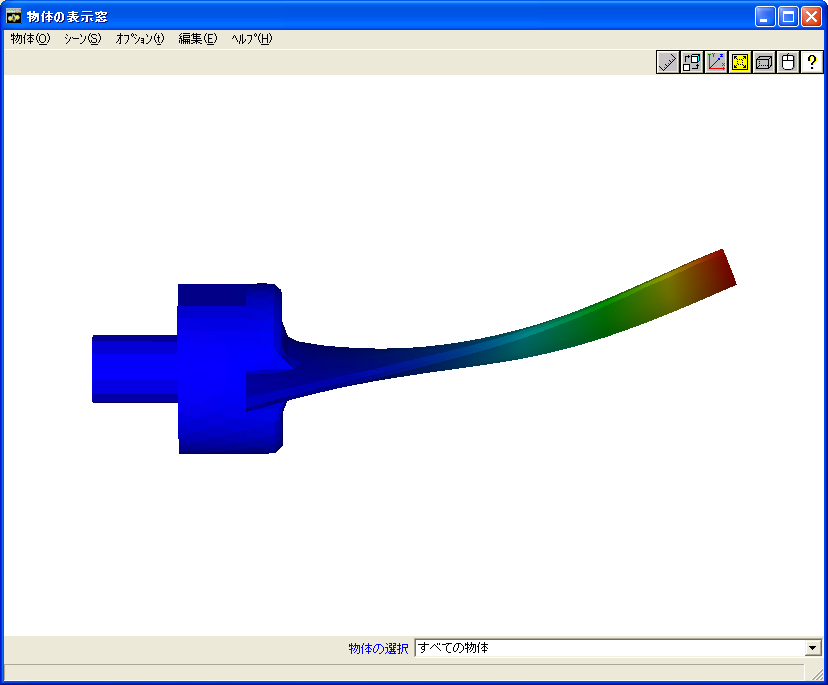 物体の表示窓
物体(O) シーン(S) オプション(t) 編集(E) ヘルプ(H)
?
物体の選択 すべての物体